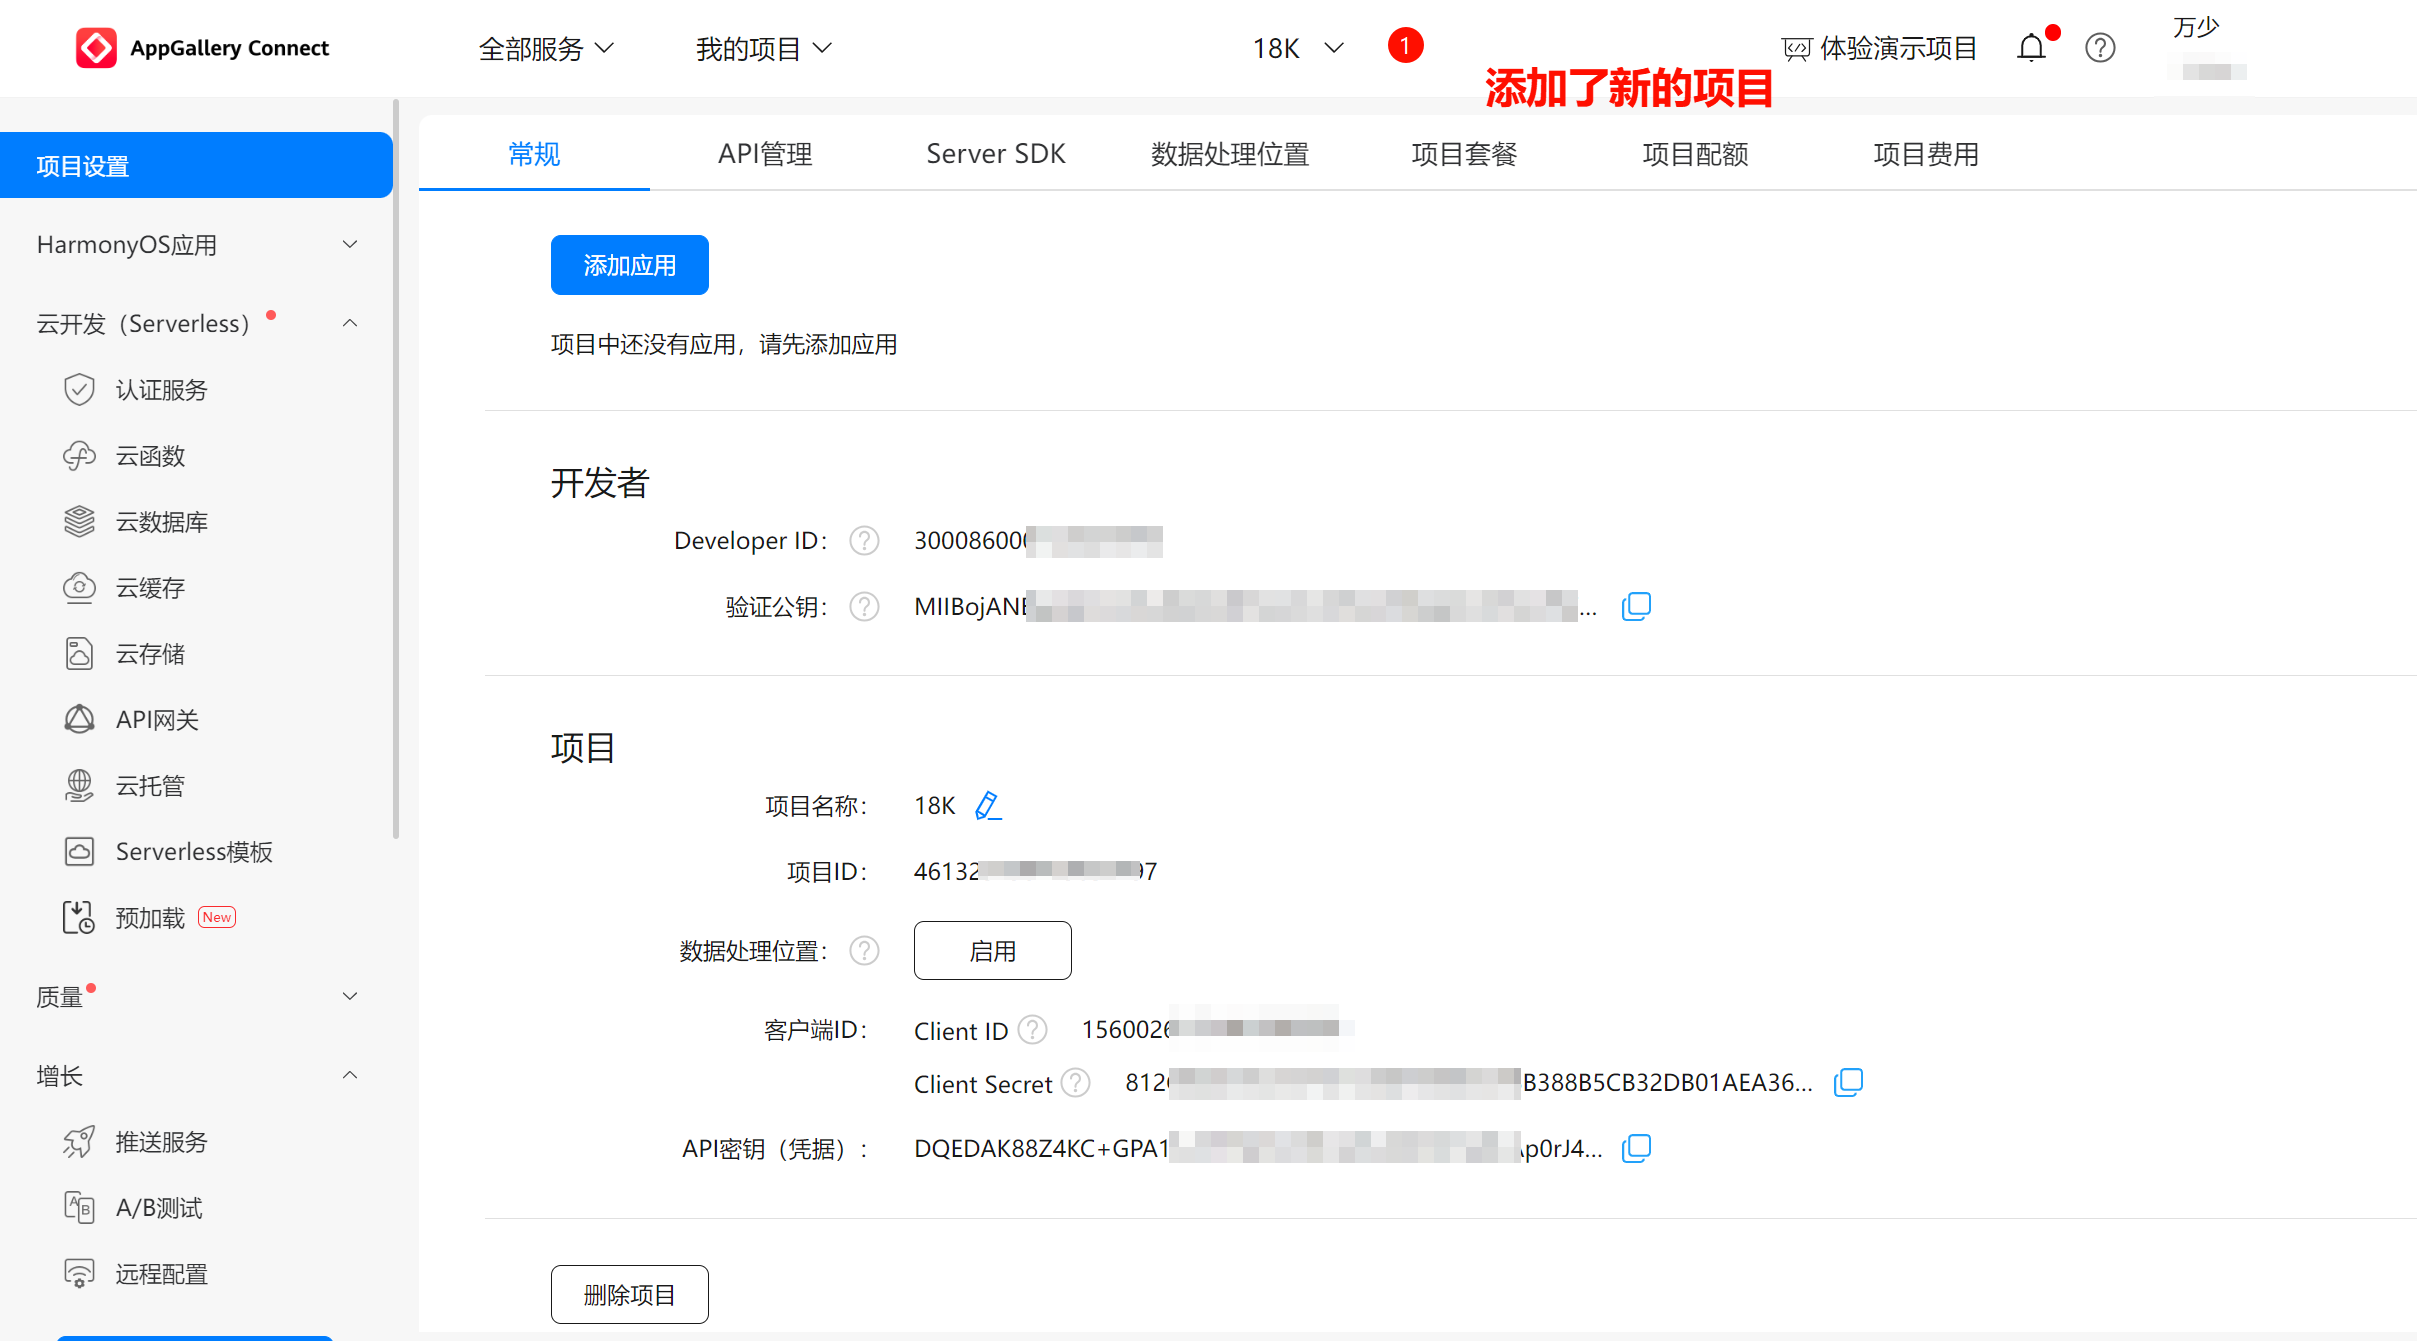 AppGallery Connect
全部服务
我的项目
18K
1
添加了新的项目
体验演示项目
万少
项目设置
HarmonyOS应用
云开发（Serverless）
认证服务
云函数
云数据库
云缓存
云存储
API网关
云托管
Serverless模板
预加载 New
质量
增长
推送服务
A/B测试
远程配置
常规
API管理
Server SDK
数据处理位置
项目套餐
项目配额
项目费用
添加应用
项目中还没有应用，请先添加应用
开发者
Developer ID： ? 30008600
验证公钥： ? MIIBojAN ...
项目
项目名称： 18K
项目ID： 46132 97
数据处理位置： ? 启用
客户端ID： Client ID ? 156002
Client Secret ? 812 B388B5CB32DB01AEA36...
API密钥（凭据）： DQEDAK88Z4KC+GPA1 p0rJ4...
删除项目